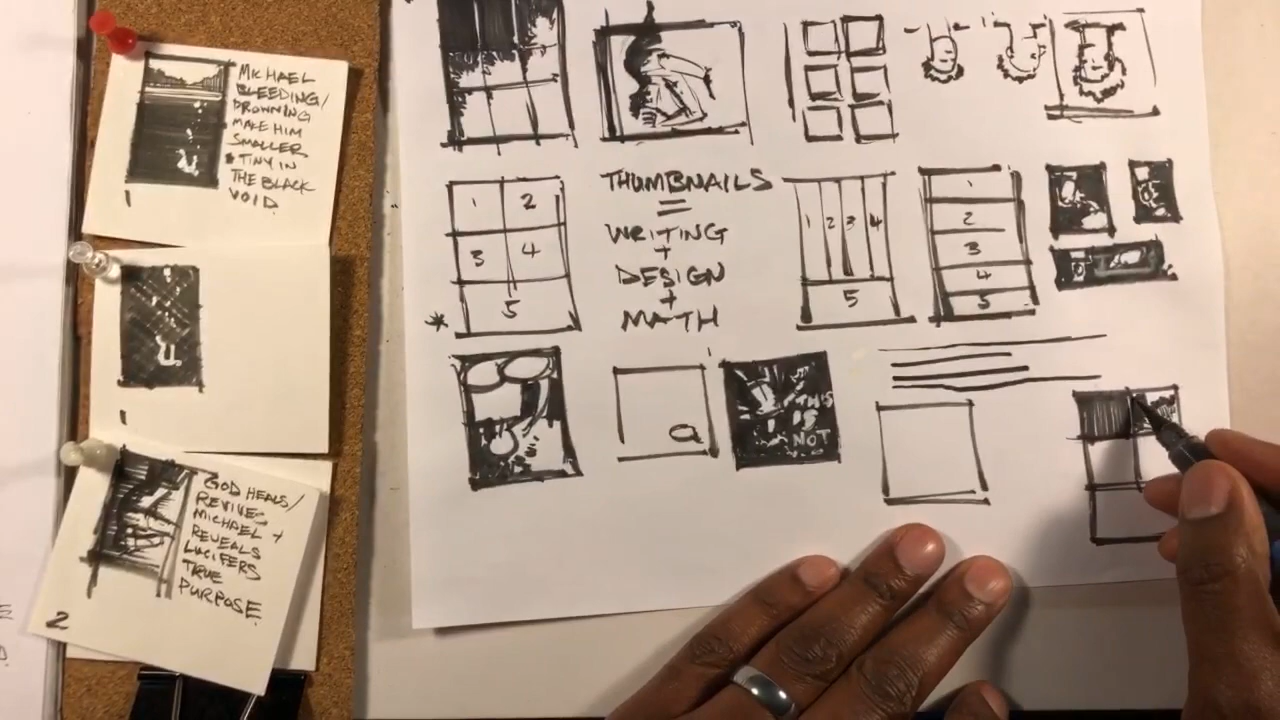 MICHAEL
BLEEDING/
DROWNING
MAKE HIM
SMALLER
TINY IN
THE BLACK
VOID.
1
1
GOD HEALS/
REVIVES
MICHAEL +
REVEALS
LUCIFERS
TRUE
PURPOSE.
2
1 2
3 4
5
*
THUMBNAILS
=
WRITING
+
DESIGN
+
MATH
1 2 3 4
5
1
2
3
4
5
a
THIS
IS
NOT